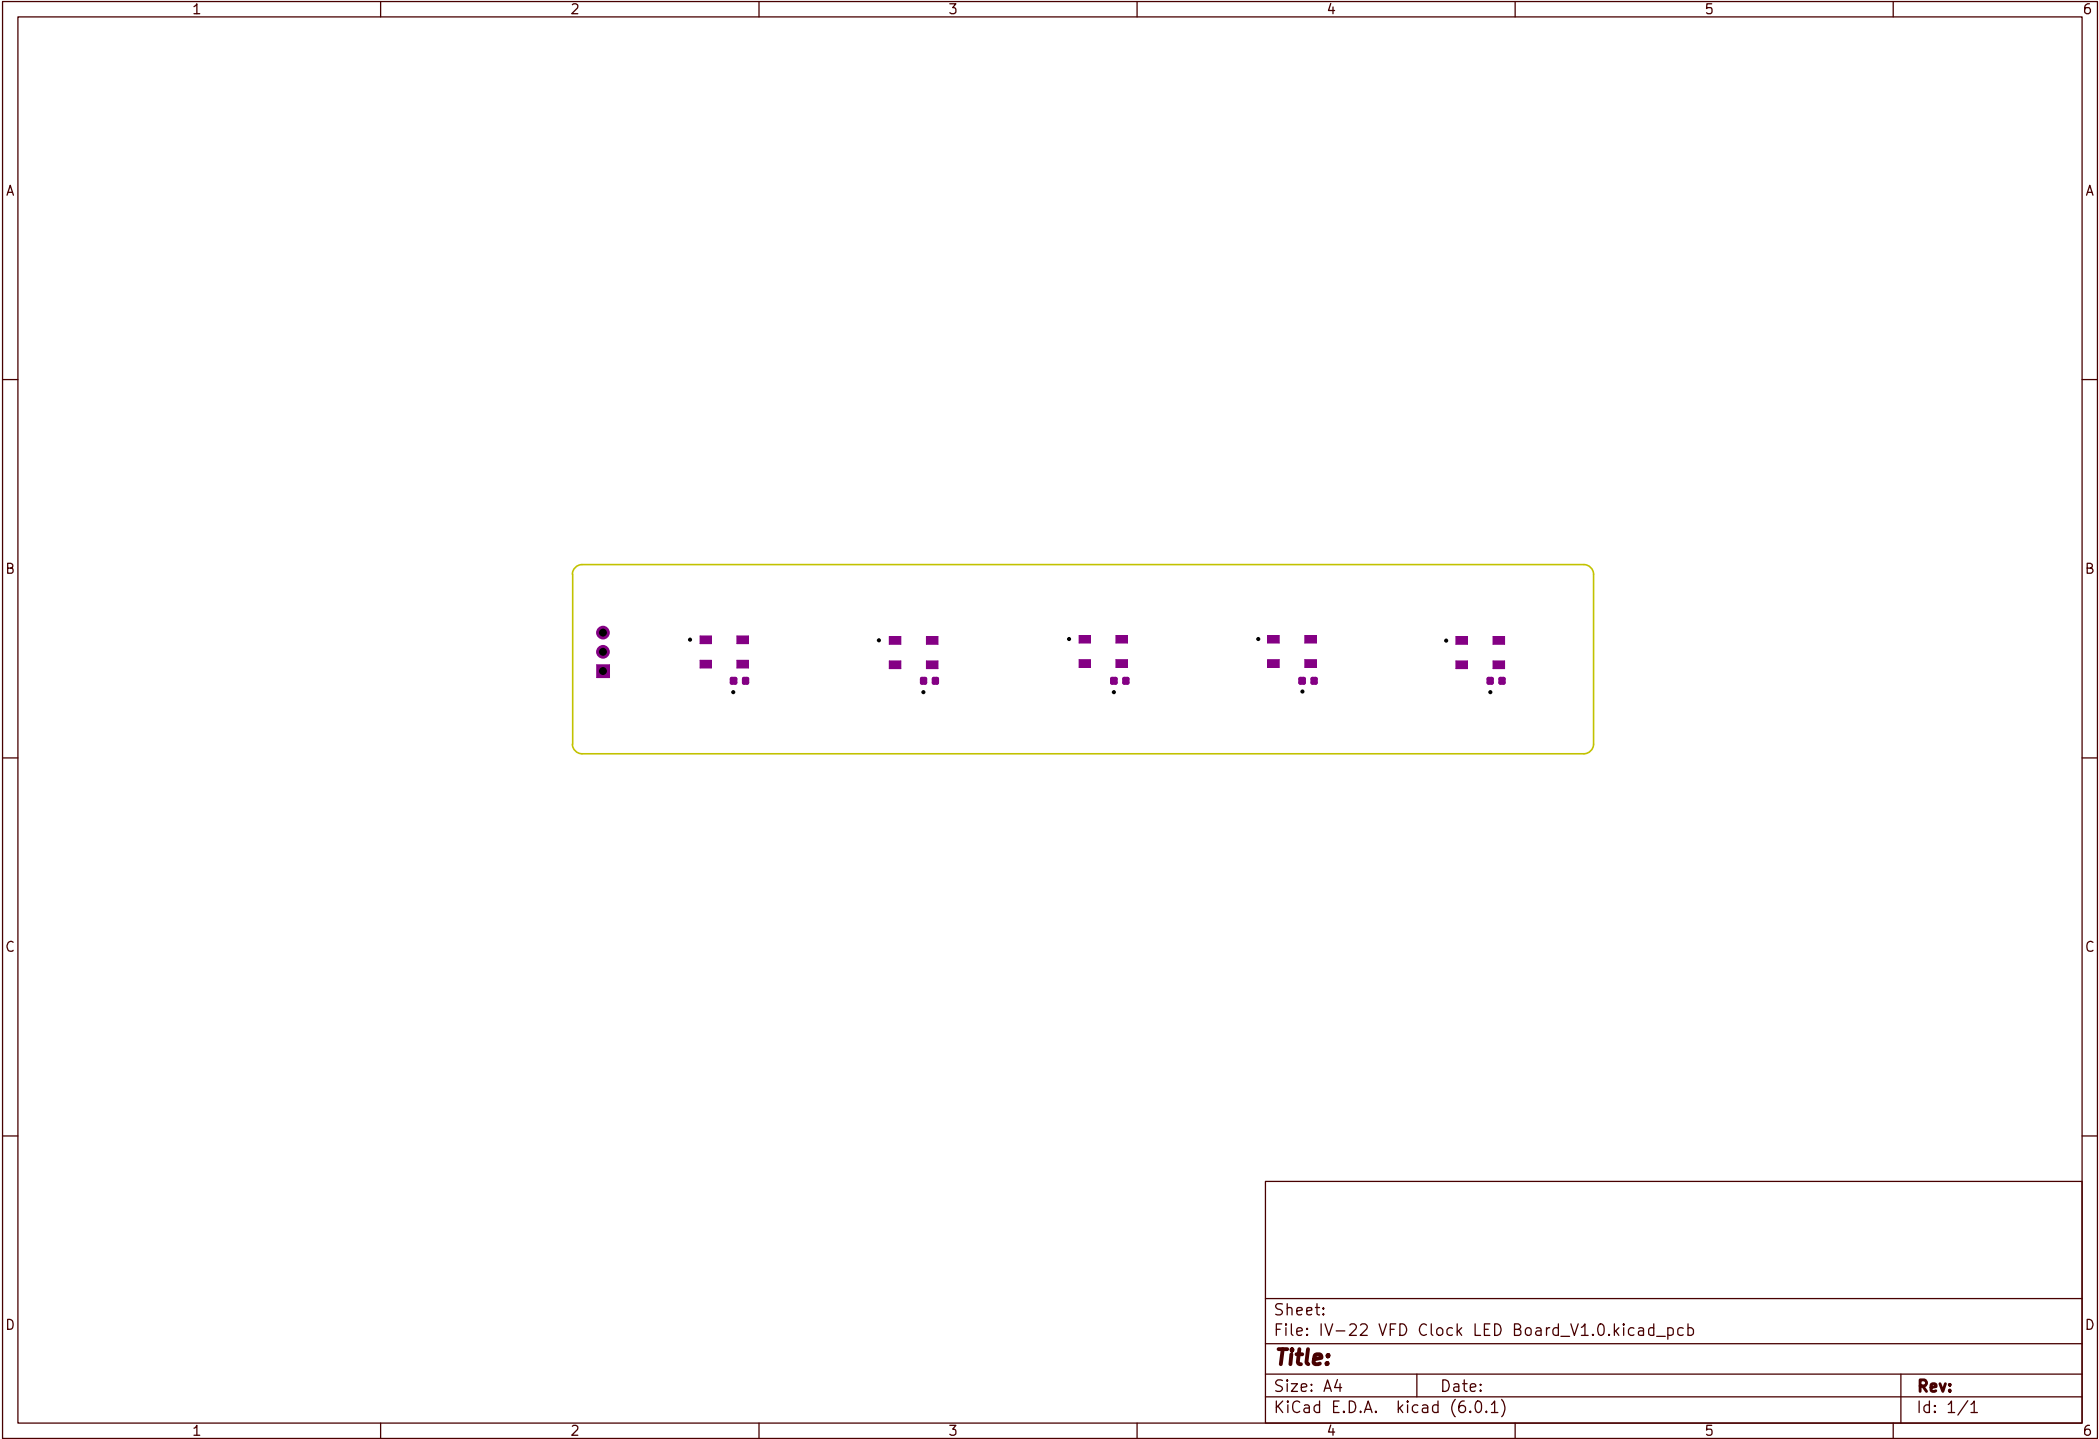 1 2 3 4 5 6
A A
B B
C C
D D
Sheet:
File: IV-22 VFD Clock LED Board_V1.0.kicad_pcb
Title:
Size: A4 Date: Rev:
KiCad E.D.A. kicad (6.0.1) Id: 1/1
1 2 3 4 5 6